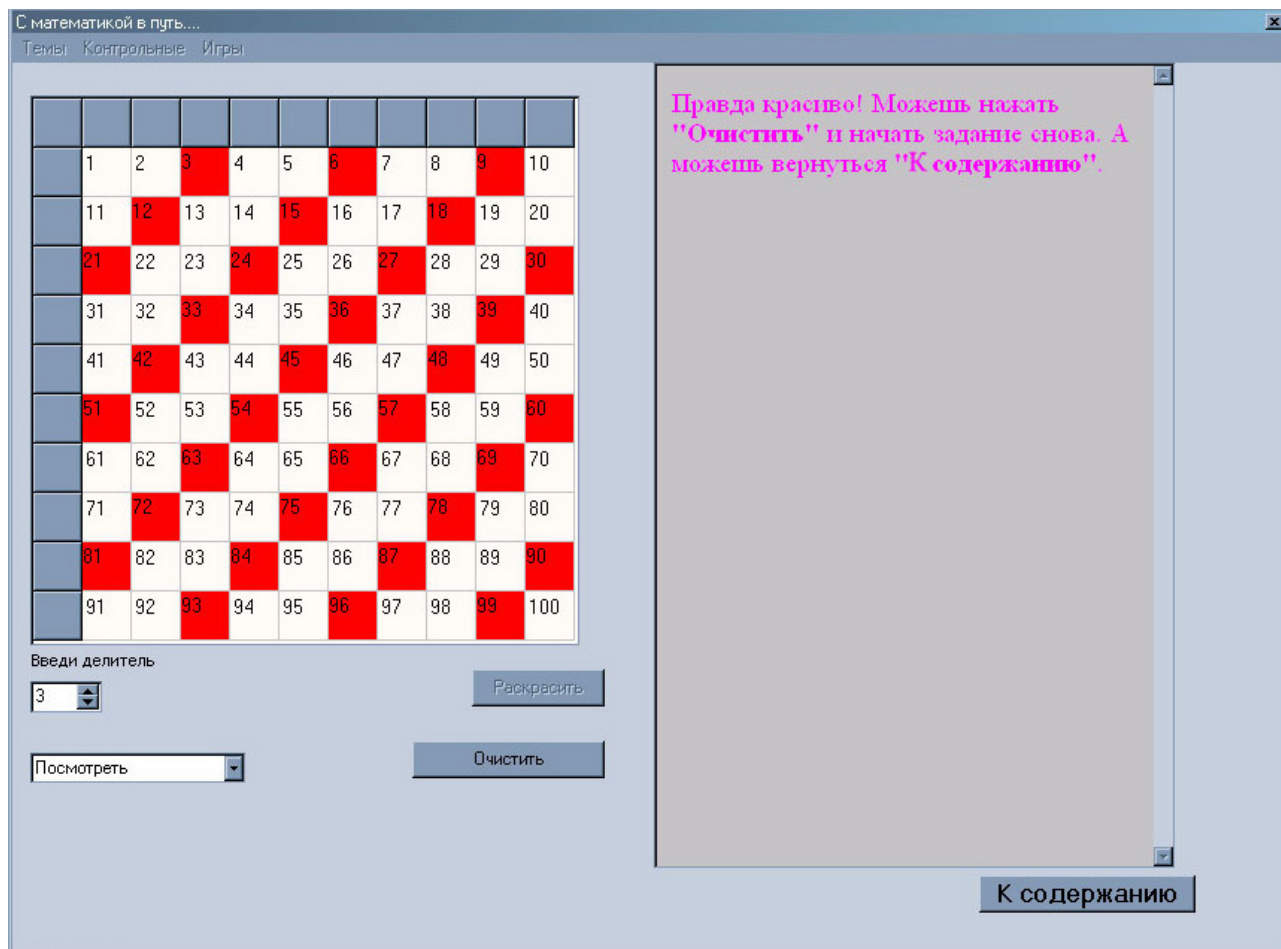 С математикой в путь....
Темы Контрольные Игры
1 2 3 4 5 6 7 8 9 10
11 12 13 14 15 16 17 18 19 20
21 22 23 24 25 26 27 28 29 30
31 32 33 34 35 36 37 38 39 40
41 42 43 44 45 46 47 48 49 50
51 52 53 54 55 56 57 58 59 60
61 62 63 64 65 66 67 68 69 70
71 72 73 74 75 76 77 78 79 80
81 82 83 84 85 86 87 88 89 90
91 92 93 94 95 96 97 98 99 100
Введи делитель
3
Раскрасить
Посмотреть
Очистить
Правда красиво! Можешь нажать
"Очистить" и начать задание снова. А
можешь вернуться "К содержанию".
К содержанию